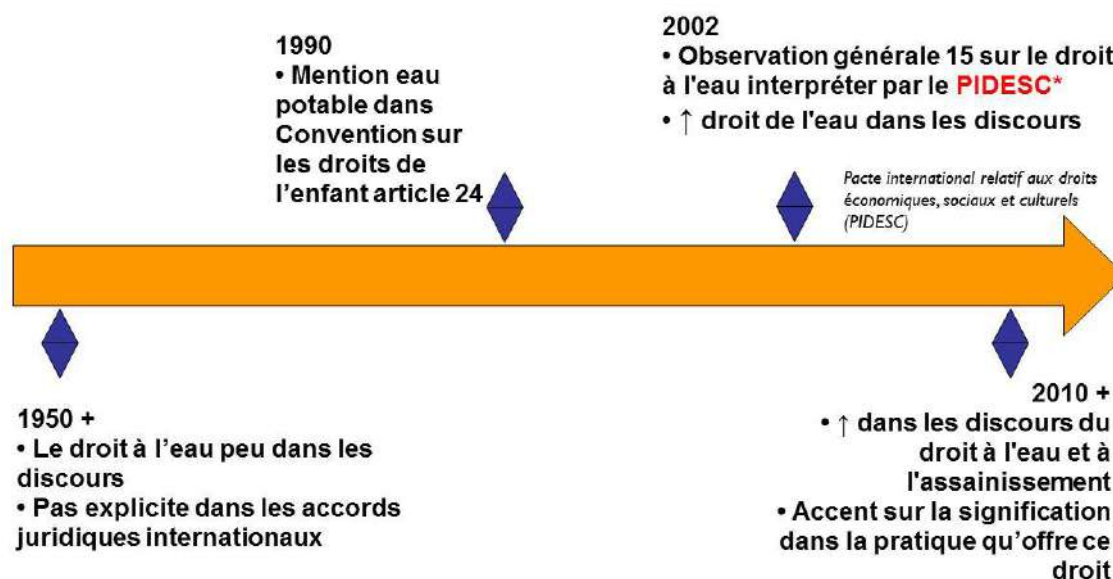 1990
• Mention eau
potable dans
Convention sur
les droits de
l'enfant article 24
2002
• Observation générale 15 sur le droit
à l'eau interpréter par le PIDESC*
• ↑ droit de l'eau dans les discours
Pacte international relatif aux droits
économiques, sociaux et culturels
(PIDESC)
1950 +
• Le droit à l'eau peu dans les
discours
• Pas explicite dans les accords
juridiques internationaux
2010 +
• ↑ dans les discours du
droit à l'eau et à
l'assainissement
• Accent sur la signification
dans la pratique qu'offre ce
droit